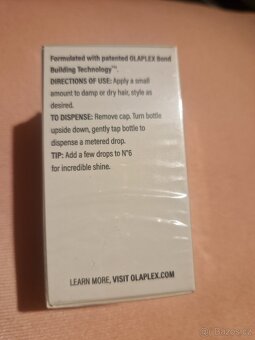 Formulated with patented OLAPLEX Bond
Building Technology™.
DIRECTIONS OF USE: Apply a small
amount to damp or dry hair, style as
desired.
TO DISPENSE: Remove cap. Turn bottle
upside down, gently tap bottle to
dispense a metered drop.
TIP: Add a few drops to N°6
for incredible shine.
LEARN MORE, VISIT OLAPLEX.COM